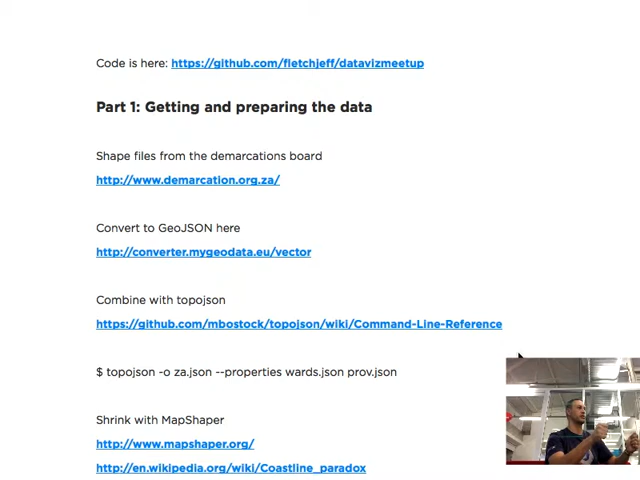 Code is here: https://github.com/fletchjeff/datavizmeetup
Part 1: Getting and preparing the data
Shape files from the demarcations board
http://www.demarcation.org.za/
Convert to GeoJSON here
http://converter.mygeodata.eu/vector
Combine with topojson
https://github.com/mbostock/topojson/wiki/Command-Line-Reference
$ topojson -o za.json --properties wards.json prov.json
Shrink with MapShaper
http://www.mapshaper.org/
http://en.wikipedia.org/wiki/Coastline_paradox